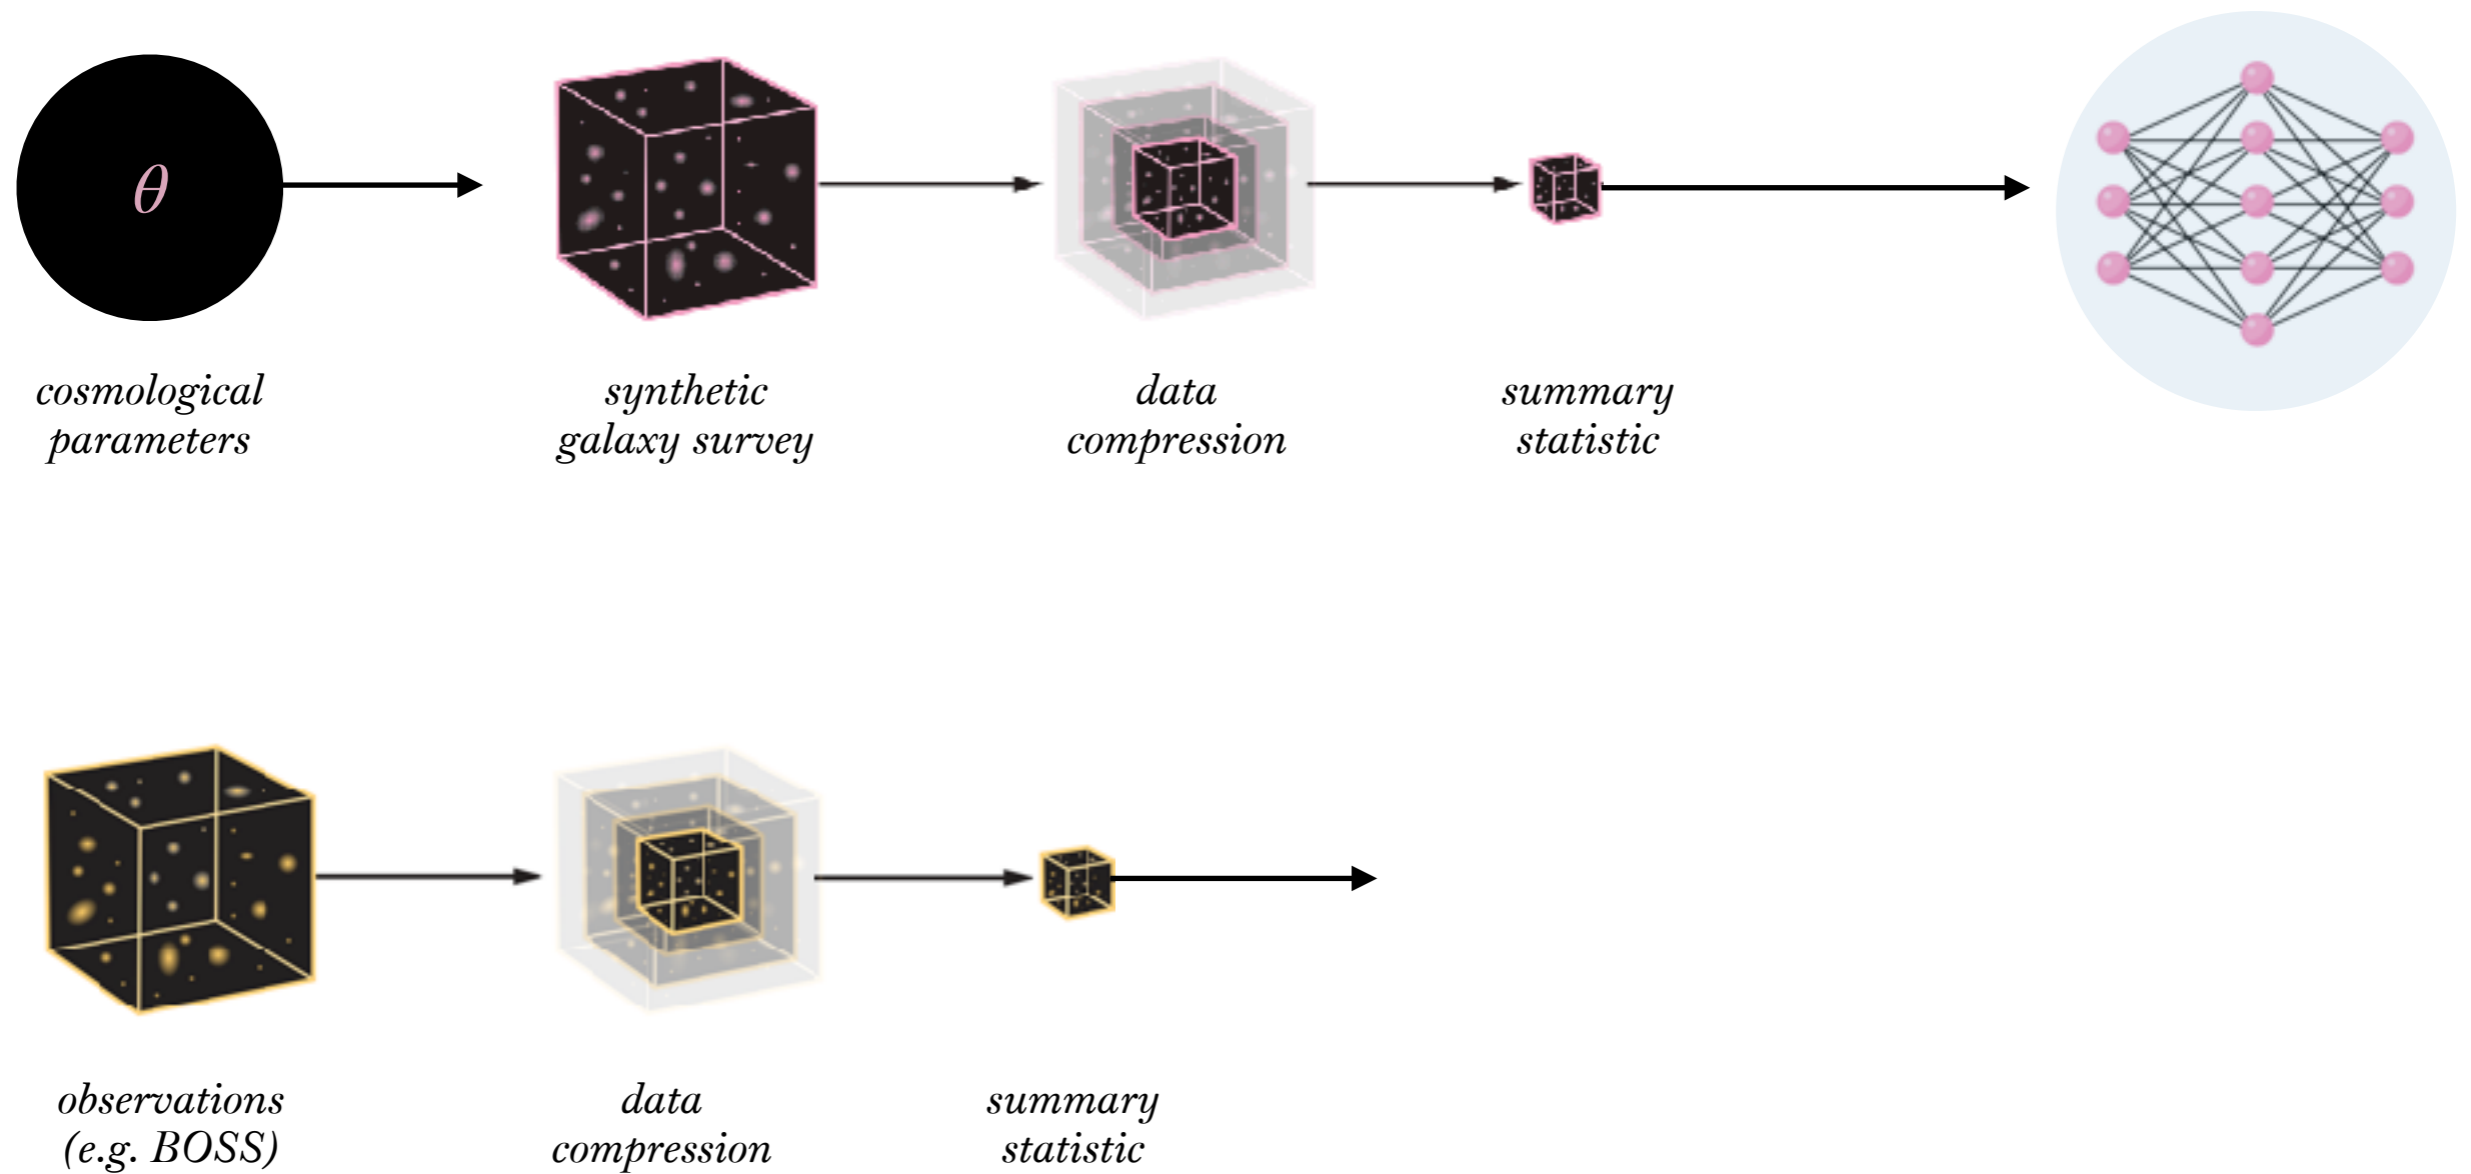 θ
cosmological
parameters
synthetic
galaxy survey
data
compression
summary
statistic
observations
(e.g. BOSS)
data
compression
summary
statistic